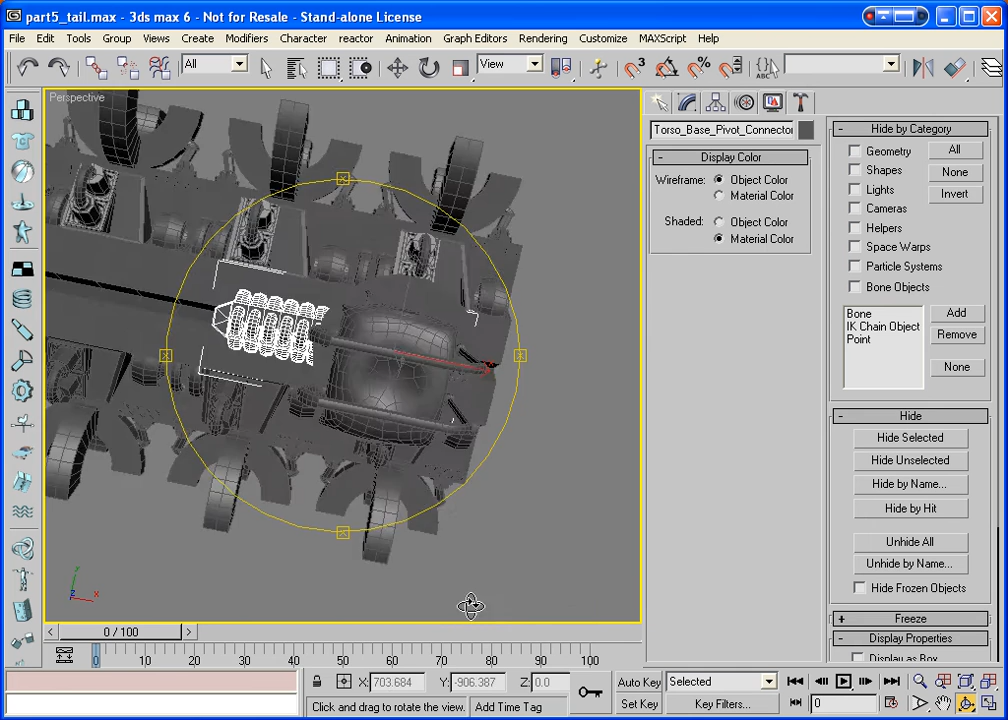 part5_tail.max - 3ds max 6 - Not for Resale - Stand-alone License
File Edit Tools Group Views Create Modifiers Character reactor Animation Graph Editors Rendering Customize MAXScript Help
All
View
ABC
Perspective
Torso_Base_Pivot_Connector
- Display Color
Wireframe: Object Color
Material Color
Shaded: Object Color
Material Color
- Hide by Category
Geometry All
Shapes
None
Lights
Invert
Cameras
Helpers
Space Warps
Particle Systems
Bone Objects
Bone Add
IK Chain Object
Remove
Point
None
- Hide
Hide Selected
Hide Unselected
Hide by Name...
Hide by Hit
Unhide All
Unhide by Name...
Hide Frozen Objects
+ Freeze
- Display Properties
Display as Box
z y x
< 0 / 100 >
0 10 20 30 40 50 60 70 80 90 100
X: 703.684 Y: -906.387 Z: 0.0
Auto Key Selected
Click and drag to rotate the view. Add Time Tag
Set Key Key Filters... 0